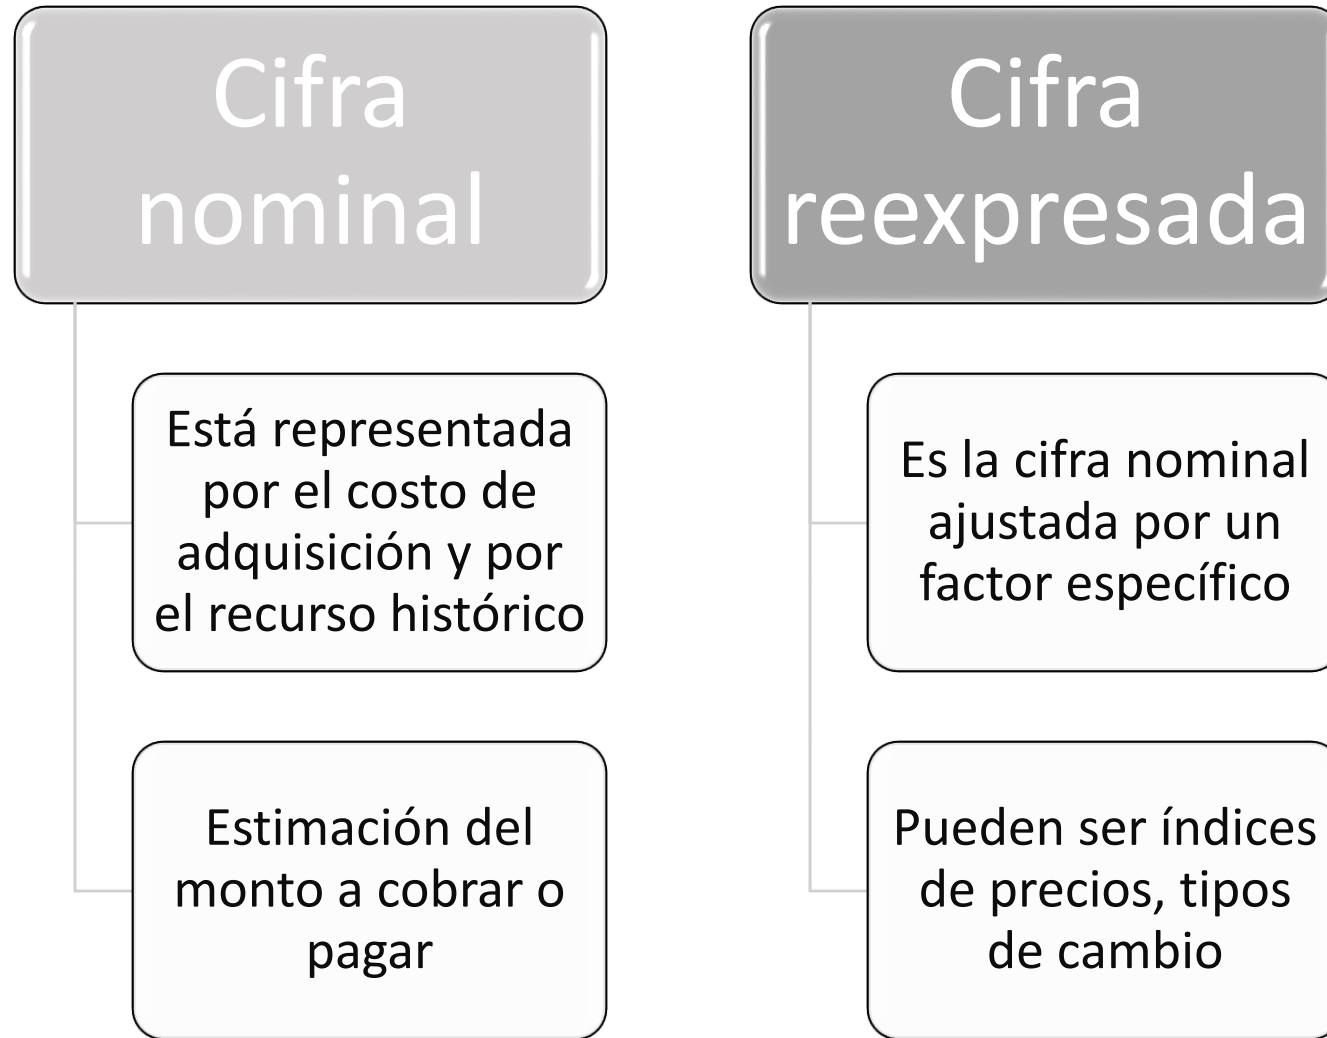 Cifra
nominal
Está representada
por el costo de
adquisición y por
el recurso histórico
Estimación del
monto a cobrar o
pagar
Cifra
reexpresada
Es la cifra nominal
ajustada por un
factor específico
Pueden ser índices
de precios, tipos
de cambio